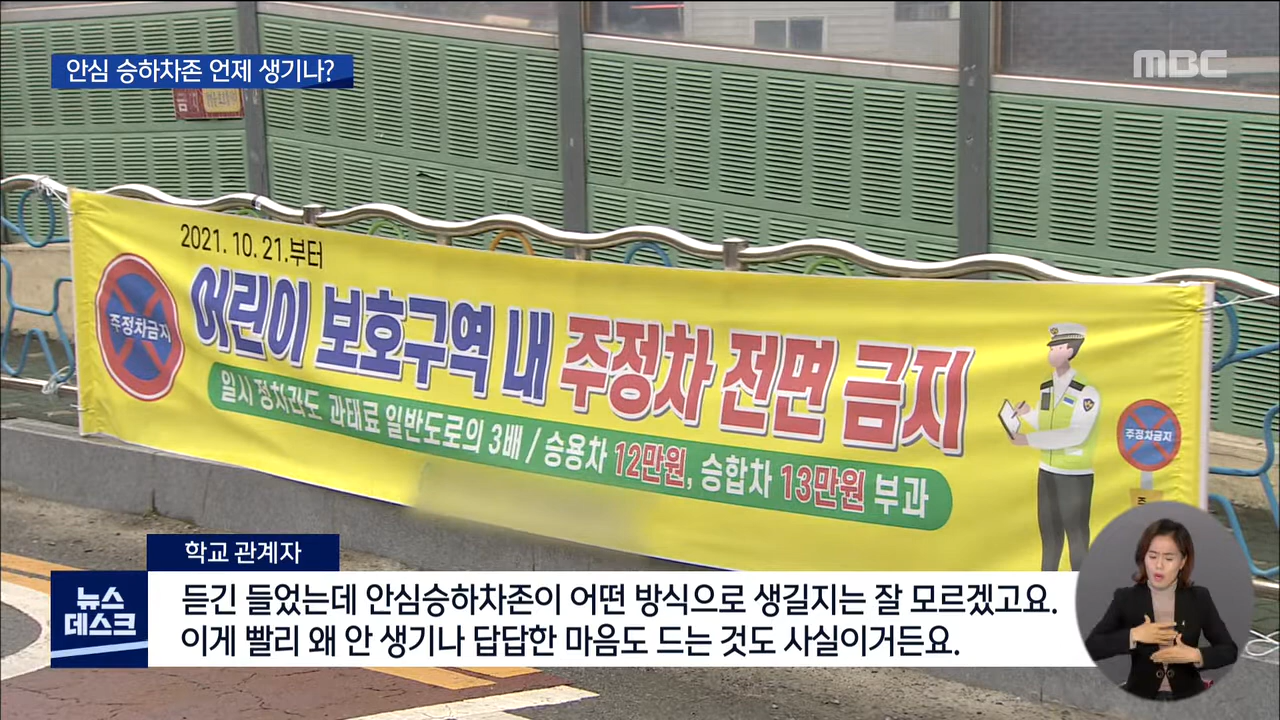 안심 승하차존 언제 생기나?
MBC
2021. 10. 21.부터
주정차금지
어린이 보호구역 내 주정차 전면 금지
일시 정차라도 과태료 일반도로의 3배 / 승용차 12만원, 승합차 13만원 부과
주정차금지
학교 관계자
뉴스
데스크
듣긴 들었는데 안심승하차존이 어떤 방식으로 생길지는 잘 모르겠고요.
이게 빨리 왜 안 생기나 답답한 마음도 드는 것도 사실이거든요.